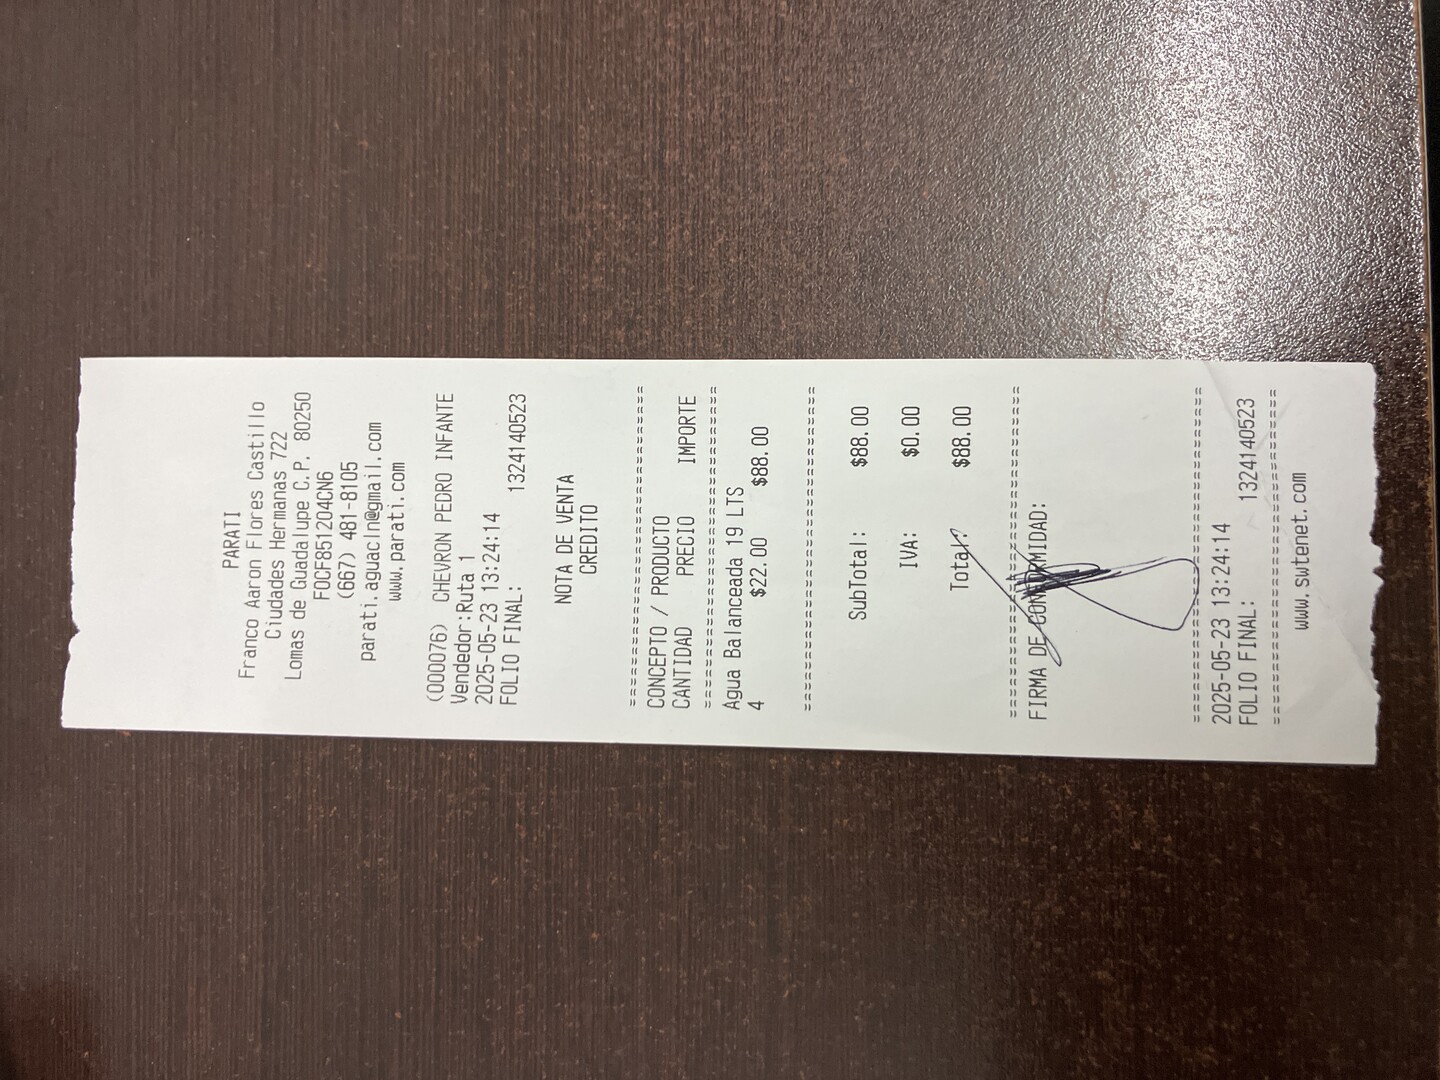 PARATI
Franco Aaron Flores Castillo
Ciudades Hermanas 722
Lomas de Guadalupe C.P. 80250
FOCF851204CN6
(667) 481-8105
parati.aguacln@gmail.com
www.parati.com
(000076) CHEVRON PEDRO INFANTE
Vendedor:Ruta 1
2025-05-23 13:24:14
FOLIO FINAL: 1324140523
NOTA DE VENTA
CREDITO
================================
CONCEPTO / PRODUCTO
CANTIDAD PRECIO IMPORTE
================================
Agua Balanceada 19 LTS
4 $22.00 $88.00
================================
SubTotal: $88.00
IVA: $0.00
Total: $88.00
================================
FIRMA DE CONFORMIDAD:
================================
2025-05-23 13:24:14
FOLIO FINAL: 1324140523
================================
www.swtenet.com